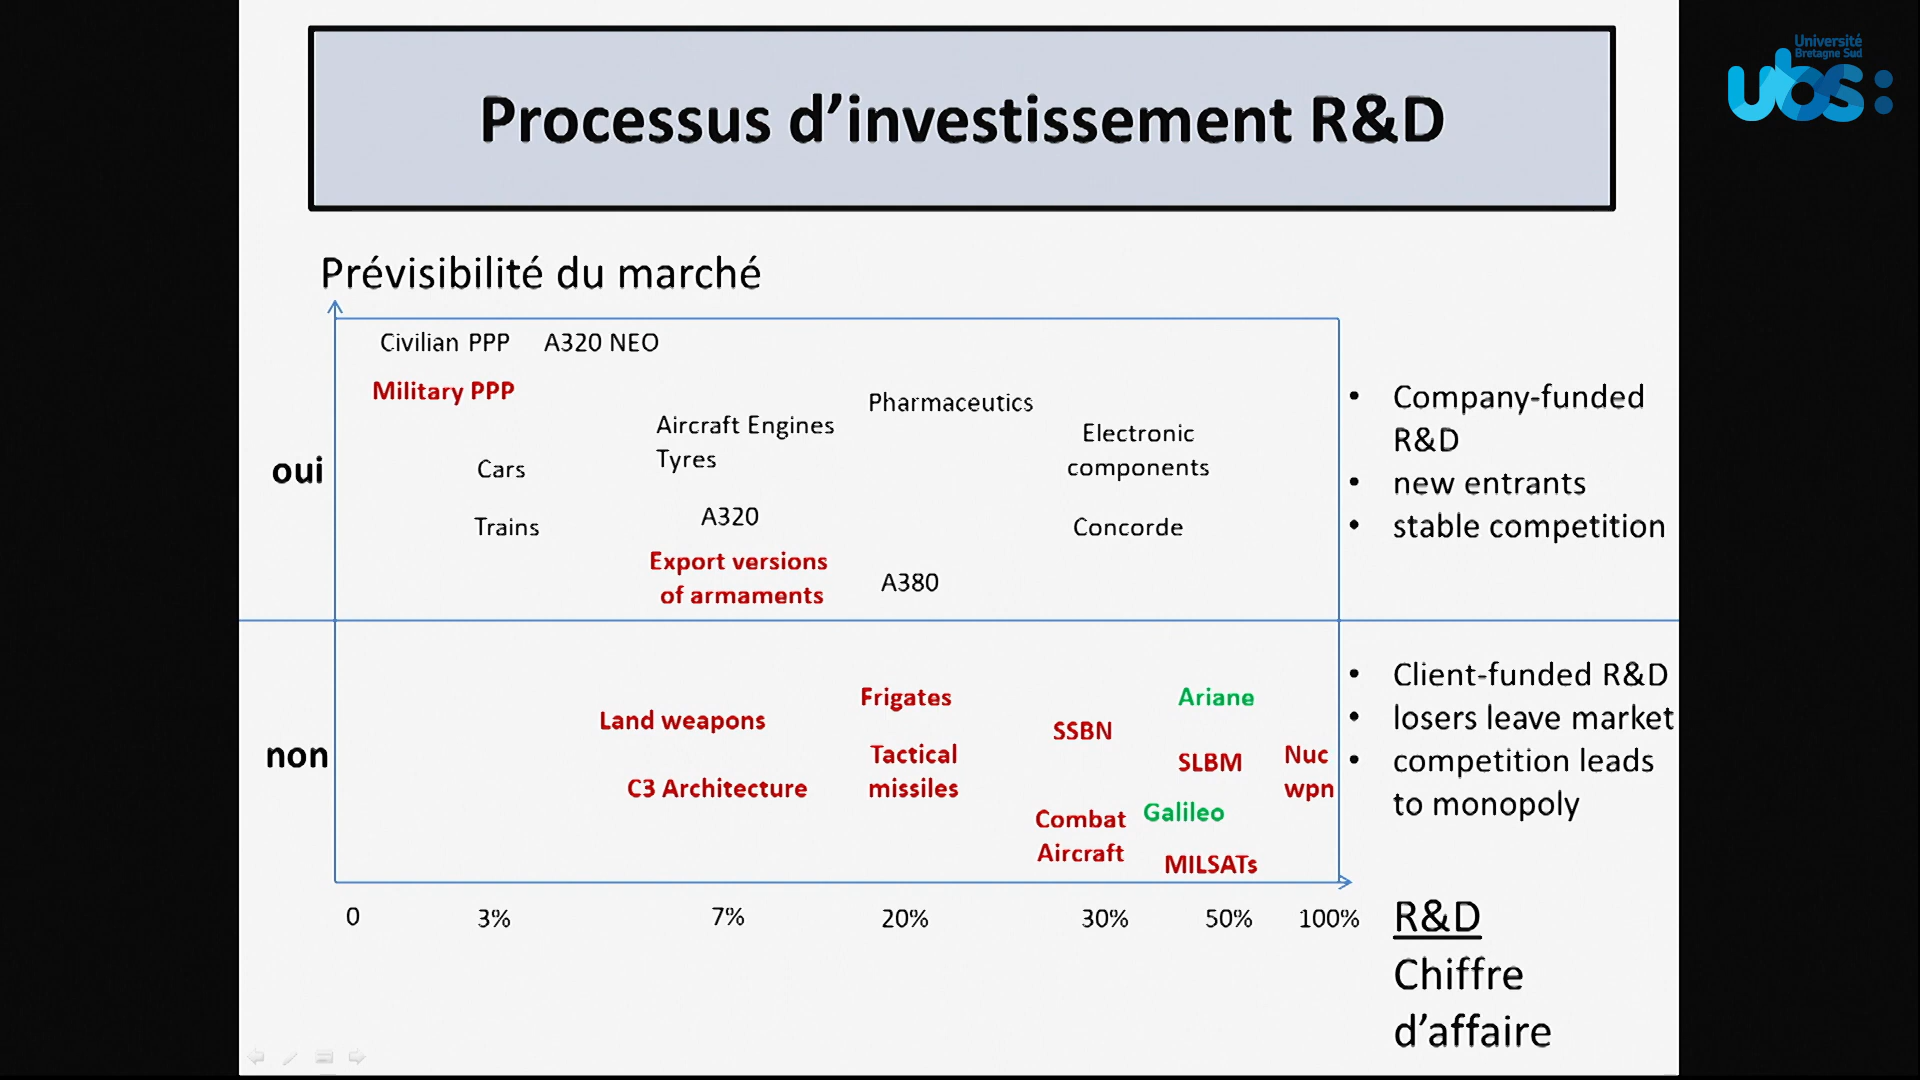 Processus d’investissement R&D
Université
Bretagne Sud
ubs:
Prévisibilité du marché
Civilian PPP
A320 NEO
Military PPP
Pharmaceutics
Aircraft Engines
Tyres
Electronic
components
Cars
oui
Trains
A320
Concorde
Export versions
of armaments
A380
• Company-funded
R&D
• new entrants
• stable competition
Frigates
Ariane
Land weapons
SSBN
non
Tactical
missiles
SLBM
Nuc
wpn
C3 Architecture
Combat
Aircraft
Galileo
MILSATs
• Client-funded R&D
• losers leave market
• competition leads
to monopoly
0
3%
7%
20%
30%
50%
100%
R&D
Chiffre
d’affaire